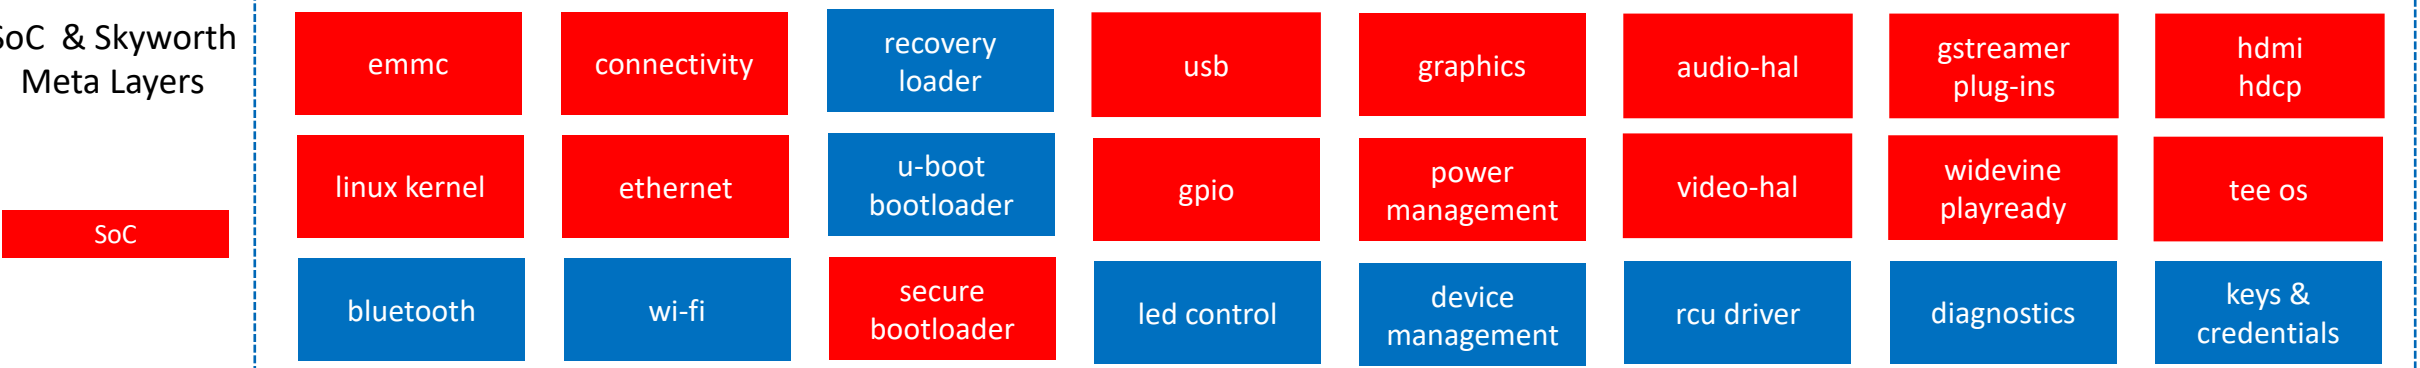 SoC & Skyworth
Meta Layers
SoC
emmc
connectivity
recovery
loader
usb
graphics
audio-hal
gstreamer
plug-ins
hdmi
hdcp
linux kernel
ethernet
u-boot
bootloader
gpio
power
management
video-hal
widevine
playready
tee os
bluetooth
wi-fi
secure
bootloader
led control
device
management
rcu driver
diagnostics
keys &
credentials